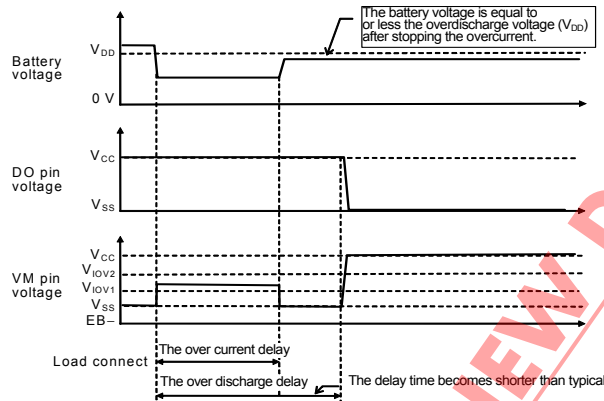 The battery voltage is equal to
or less the overdischarge voltage (VDD)
after stopping the overcurrent.
Battery
voltage
VDD
0 V
DO pin
voltage
VCC
VSS
VM pin
voltage
VCC
VIOV2
VIOV1
VSS
EB−
Load connect
The over current delay
The over discharge delay
The delay time becomes shorter than typical
NEW